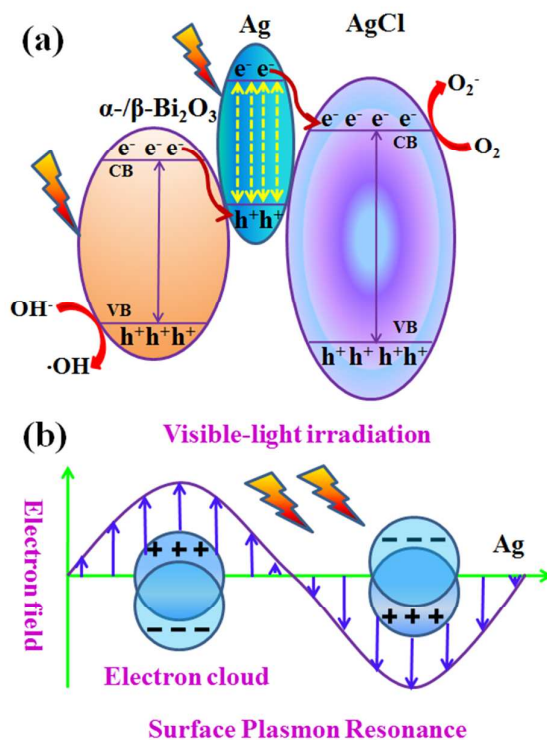 (a)
Ag
AgCl
α-/β-Bi₂O₃
e⁻ e⁻
e⁻ e⁻ e⁻ e⁻
O₂⁻
O₂
CB
e⁻ e⁻ e⁻
CB
h⁺h⁺
OH⁻
VB
h⁺h⁺h⁺
·OH
VB
h⁺ h⁺ h⁺h⁺
(b)
Visible-light irradiation
Electron field
+ + +
− − −
− − −
+ + +
Ag
Electron cloud
Surface Plasmon Resonance